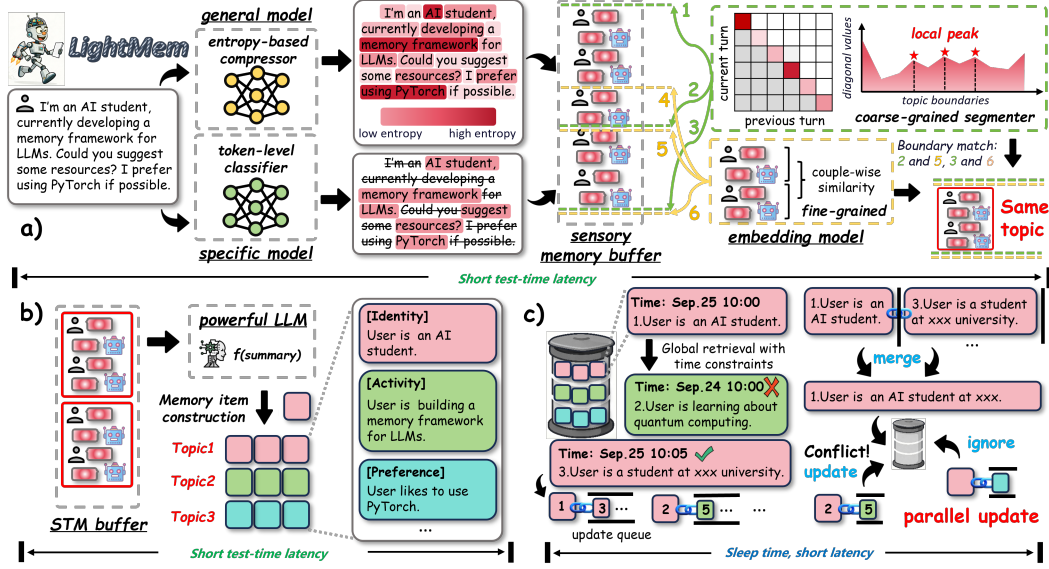 LightMem
I'm an AI student,
currently developing a
memory framework for
LLMs. Could you suggest
some resources? I prefer
using PyTorch if possible.
a)
general model
entropy-based
compressor
token-level
classifier
specific model
I'm an AI student,
currently developing a
memory framework for
LLMs. Could you suggest
some resources? I prefer
using PyTorch if possible.
low entropy
high entropy
I'm an AI student,
currently developing a
memory framework for
LLMs. Could you suggest
some resources? I prefer
using PyTorch if possible.
sensory
memory buffer
1
2
3
4
5
6
current turn
previous turn
diagonal values
local peak
topic boundaries
coarse-grained segmenter
couple-wise
similarity
fine-grained
embedding model
Boundary match:
2 and 5, 3 and 6
Same
topic
Short test-time latency
b)
STM buffer
powerful LLM
f(summary)
Memory item
construction
Topic1
Topic2
Topic3
[Identity]
User is an AI
student.
[Activity]
User is building a
memory framework
for LLMs.
[Preference]
User likes to use
PyTorch.
...
Short test-time latency
c)
Time: Sep.25 10:00
1.User is an AI student.
Global retrieval with
time constraints
Time: Sep.24 10:00
2.User is learning about
quantum computing.
Time: Sep.25 10:05
3.User is a student at xxx university.
1
3
...
2
5
...
...
update queue
1.User is an
AI student.
3.User is a student
at xxx university.
...
merge
1.User is an AI student at xxx.
Conflict!
update
ignore
2
5
parallel update
Sleep time, short latency